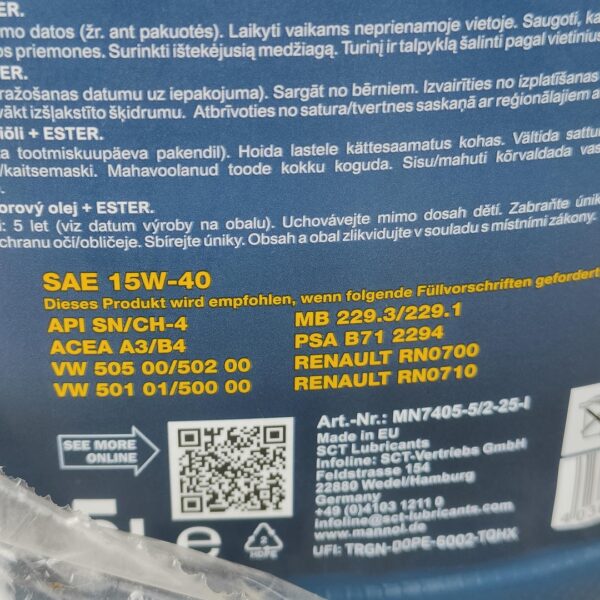 ER.
mo datos (žr. ant pakuotės). Laikyti vaikams neprienamoje vietoje. Saugoti, ka
os priemones. Surinkti ištekėjusią medžiagą. Turinį ir talpyklą šalinti pagal vietinius
ER.
ražošanas datumu uz iepakojuma). Sargāt no bērniem. Izvairīties no izplatīšanas
vākt izšļakstīto šķidrumu. Atbrīvoties no satura/tvertnes saskaņā ar reģionālajiem a
iõli + ESTER.
a tootmiskuupäeva pakendil). Hoida lastele kättesaamatus kohas. Vältida sattu
/kaitsemaski. Mahavoolanud toode kokku koguda. Sisu/mahuti kõrvaldada vas
orový olej + ESTER.
: 5 let (viz datum výroby na obalu). Uchovávejte mimo dosah dětí. Zabraňte únik
chranu očí/obličeje. Sbírejte úniky. Obsah a obal zlikvidujte v souladu s místními zákony.
SAE 15W-40
Dieses Produkt wird empfohlen, wenn folgende Füllvorschriften gefordert
API SN/CH-4
ACEA A3/B4
VW 505 00/502 00
VW 501 01/500 00
MB 229.3/229.1
PSA B71 2294
RENAULT RN0700
RENAULT RN0710
SEE MORE
ONLINE
Art.-Nr.: MN7405-5/2-25-I
Made in EU
SCT Lubricants
Infoline: SCT-Vertriebs GmbH
Feldstrasse 154
22880 Wedel/Hamburg
Germany
+49 (0)4103 1211 0
infoline@sct-lubricants.com
www.mannol.de
UFI: TRGN-D0PE-6002-TQHX
2
HDPE
e